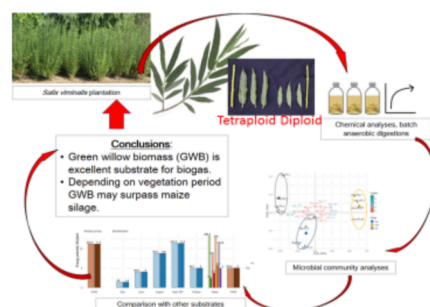 Salix viminalis plantation
Tetraploid Diploid
Chemical analyses, batch
anaerobic digestions
Conclusions:
• Green willow biomass (GWB) is
excellent substrate for biogas.
• Depending on vegetation period
GWB may surpass maize
silage.
Microbial community analyses
Comparison with other substrates